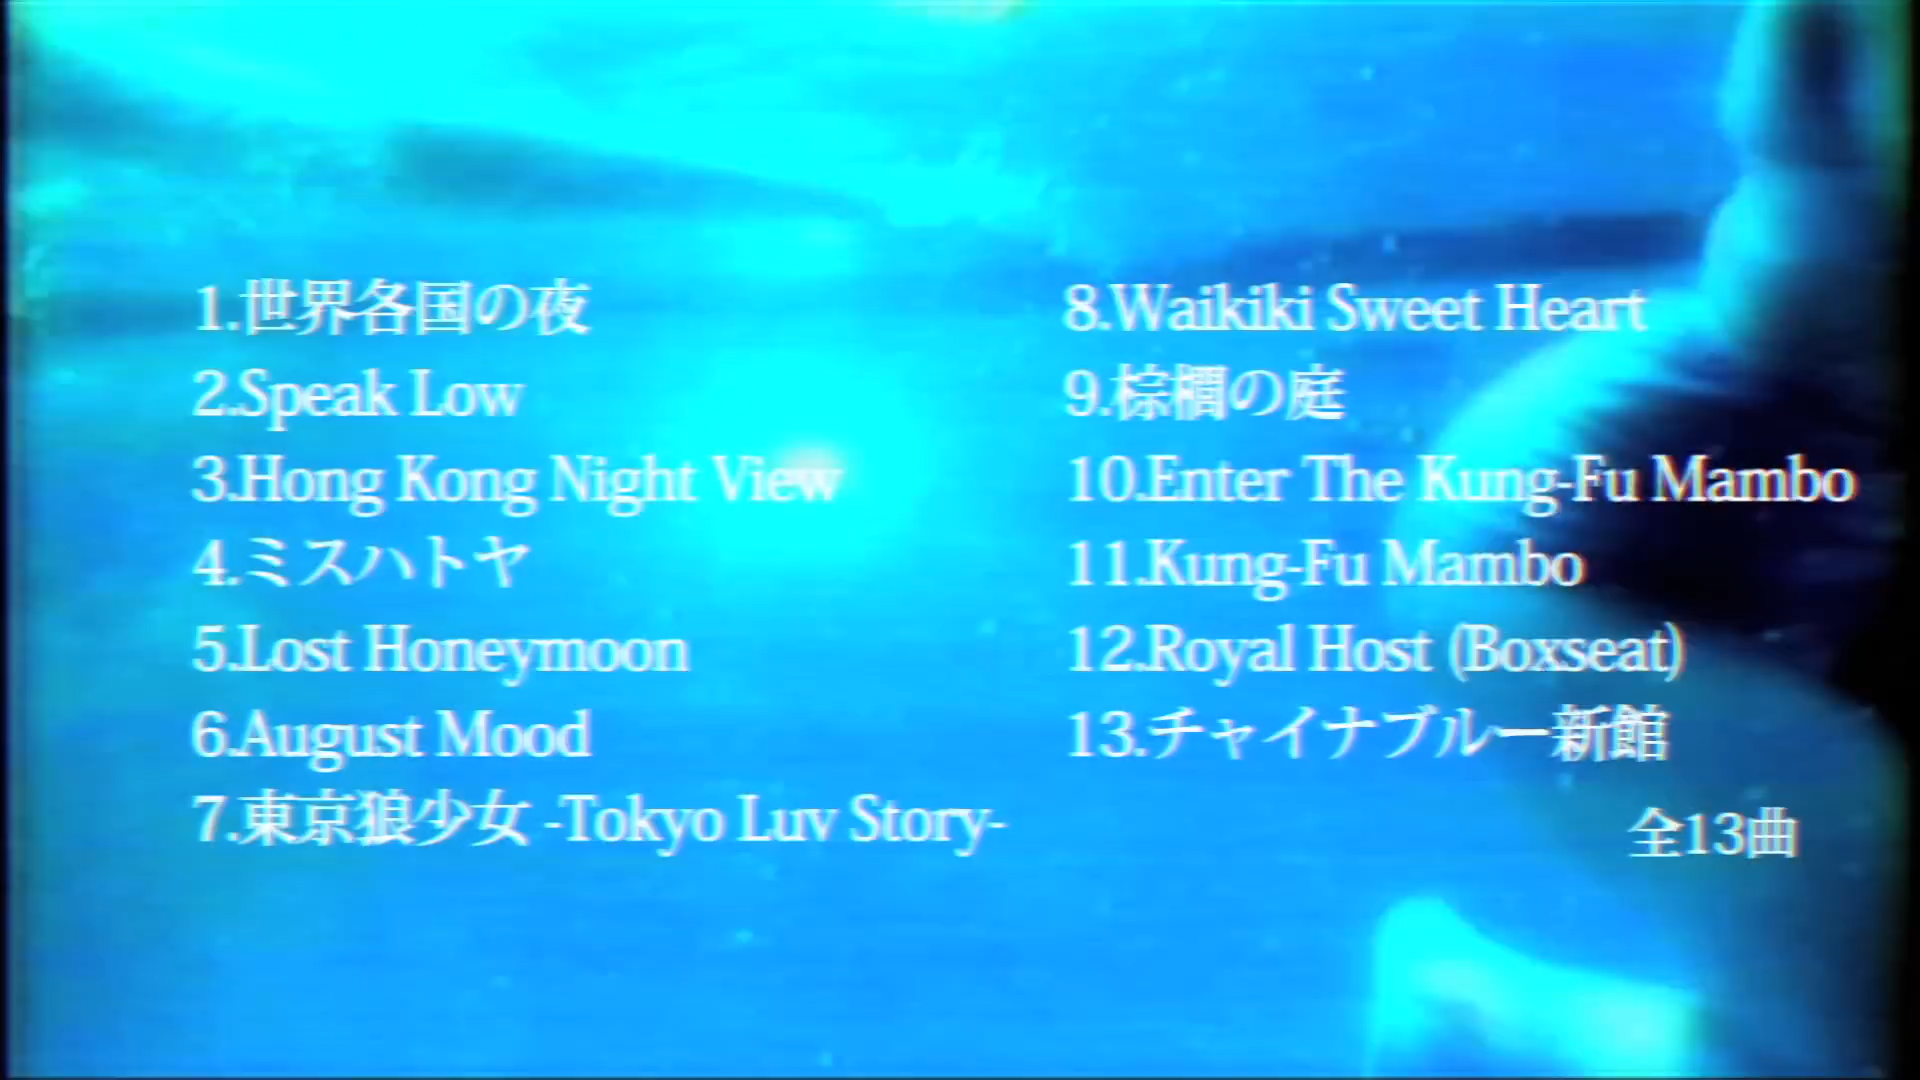 1.世界各国の夜
2.Speak Low
3.Hong Kong Night View
4.ミスハトヤ
5.Lost Honeymoon
6.August Mood
7.東京狼少女 -Tokyo Luv Story-
8.Waikiki Sweet Heart
9.棕櫚の庭
10.Enter The Kung-Fu Mambo
11.Kung-Fu Mambo
12.Royal Host (Boxseat)
13.チャイナブルー新館
全13曲